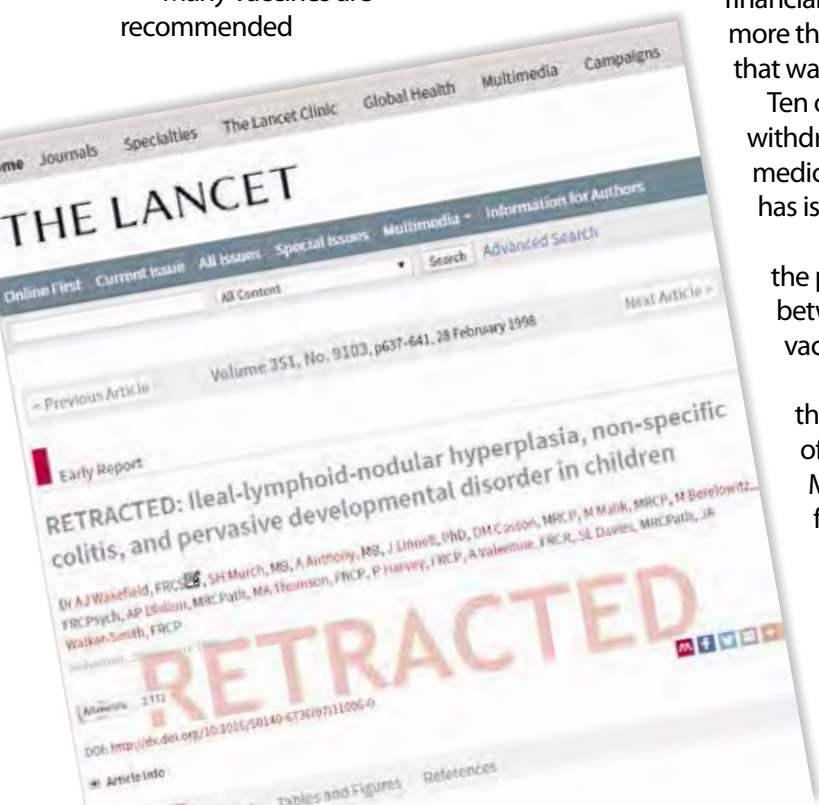 many vaccines are
recommended
Journals Specialties The Lancet Clinic Global Health Multimedia Campaigns
THE LANCET
Online First Current Issue All Issues Special Issues Multimedia Information for Authors
All Content Search Advanced Search
< Previous Article Volume 351, No. 9103, p637–641, 28 February 1998 Next Article >
Early Report
RETRACTED: Ileal-lymphoid-nodular hyperplasia, non-specific
colitis, and pervasive developmental disorder in children
Dr AJ Wakefield, FRCS, SH Murch, MB, A Anthony, MB, J Linnell, PhD, DM Casson, MRCP, M Malik, MRCP, M Berelowitz,
FRCPsych, AP Dhillon, MRCPath, MA Thomson, FRCP, P Harvey, FRCP, A Valentine, FRCR, SE Davies, MRCPath, JA
Walker-Smith, FRCP
RETRACTED
DOI: http://dx.doi.org/10.1016/S0140-6736(97)11096-0
Article Info
Tables and Figures References
financial
more th
that wa
Ten o
withdr
medic
has is
the p
betw
vac
th
of
M
f